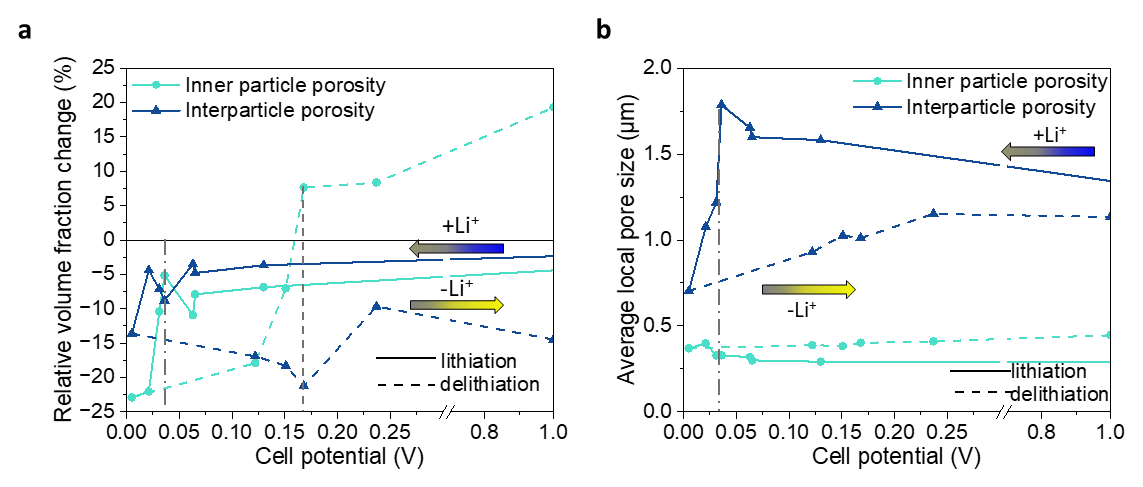 a
Relative volume fraction change (%)
25
20
15
10
5
0
−5
−10
−15
−20
−25
Inner particle porosity
Interparticle porosity
+Li⁺
-Li⁺
lithiation
delithiation
0.00 0.05 0.10 0.15 0.20 0.25 0.8 1.0
Cell potential (V)
b
Average local pore size (μm)
2.0
1.5
1.0
0.5
0.0
Inner particle porosity
Interparticle porosity
+Li⁺
-Li⁺
lithiation
delithiation
0.00 0.05 0.10 0.15 0.20 0.25 0.8 1.0
Cell potential (V)